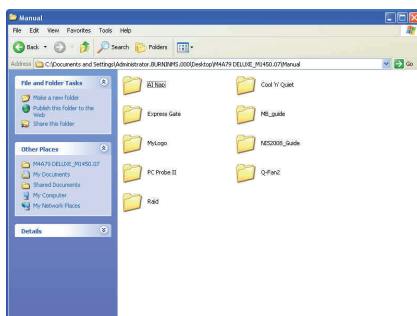 Manual
File Edit View Favorites Tools Help
Back Search Folders
Address C:\Documents and Settings\Administrator.BURNINMS.000\Desktop\M4A79 DELUXE_M1450.07\Manual Go
File and Folder Tasks
Make a new folder
Publish this folder to the
Web
Share this folder
Other Places
M4A79 DELUXE_M1450.07
My Documents
Shared Documents
My Computer
My Network Places
Details
AI Nap Cool 'n' Quiet
Express Gate MB_guide
MyLogo NIS2008_Guide
PC Probe II Q-Fan2
Raid